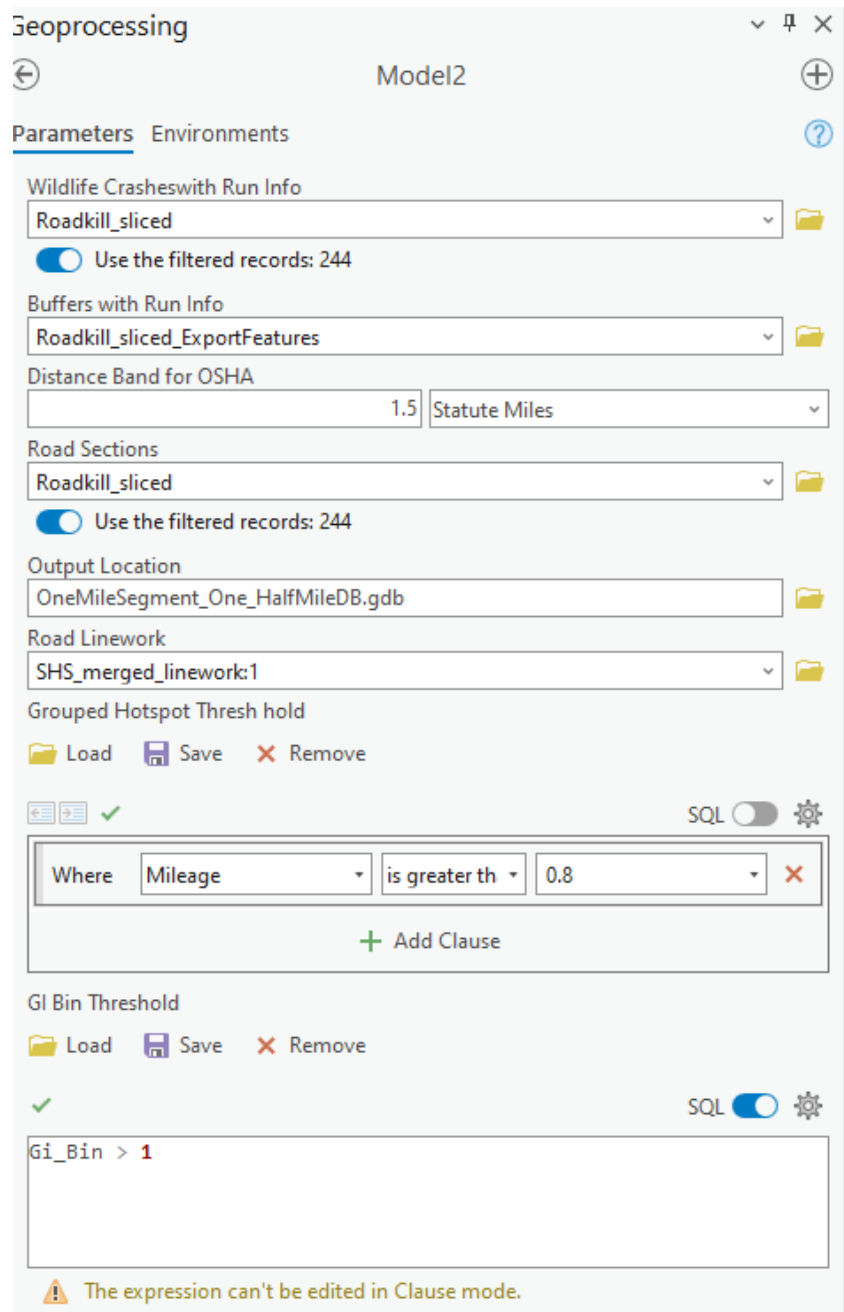 Geoprocessing
Model2
Parameters Environments
Wildlife Crasheswith Run Info
Roadkill_sliced
Use the filtered records: 244
Buffers with Run Info
Roadkill_sliced_ExportFeatures
Distance Band for OSHA
1.5 Statute Miles
Road Sections
Roadkill_sliced
Use the filtered records: 244
Output Location
OneMileSegment_One_HalfMileDB.gdb
Road Linework
SHS_merged_linework:1
Grouped Hotspot Thresh hold
Load Save Remove
SQL
Where Mileage is greater th 0.8
Add Clause
GI Bin Threshold
Load Save Remove
SQL
Gi_Bin > 1
The expression can't be edited in Clause mode.